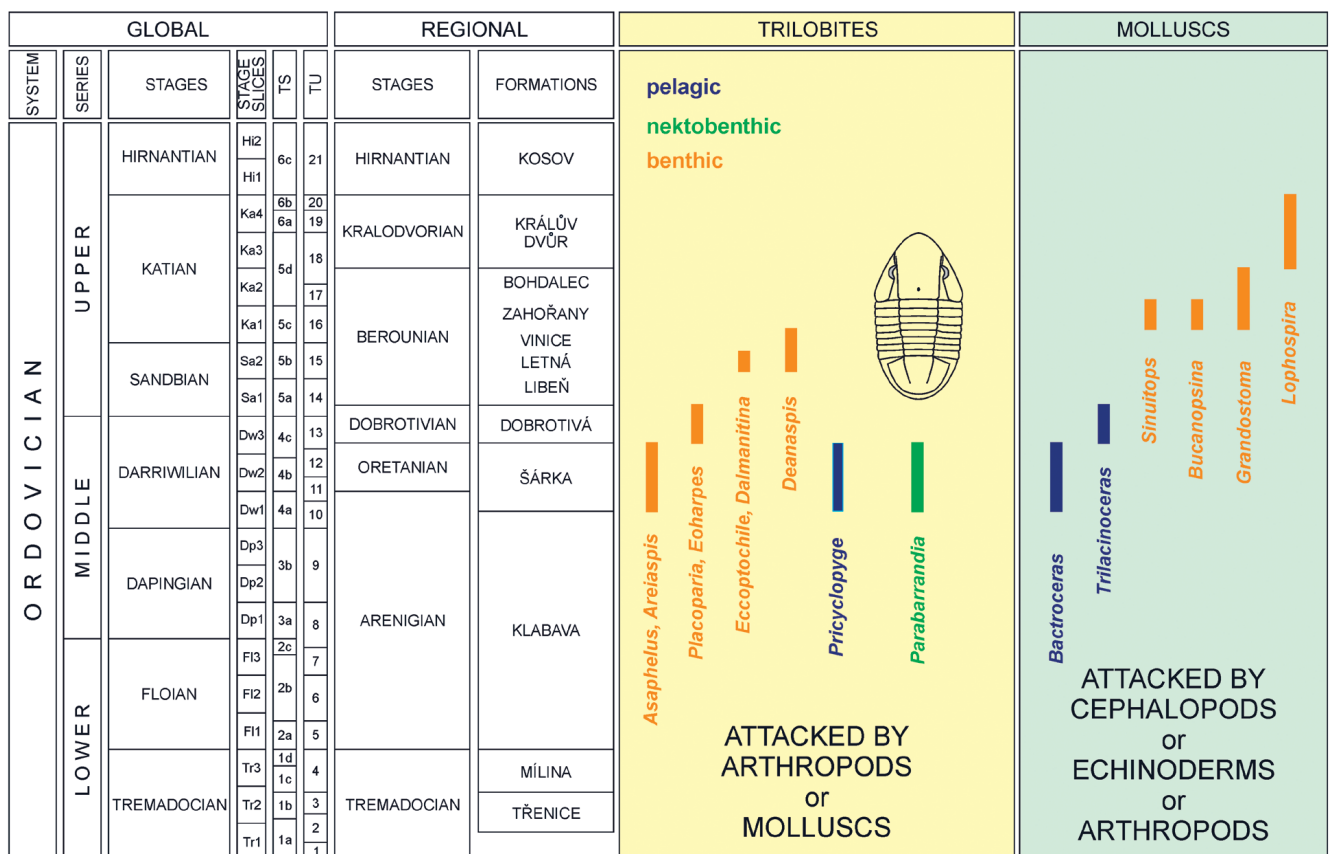 GLOBAL
REGIONAL
TRILOBITES
MOLLUSCS
SYSTEM
SERIES
STAGES
STAGE
SLICES
TS
TU
STAGES
FORMATIONS
pelagic
nektobenthic
benthic
ORDOVICIAN
UPPER
MIDDLE
LOWER
HIRNANTIAN
KATIAN
SANDBIAN
DARRIWILIAN
DAPINGIAN
FLOIAN
TREMADOCIAN
Hi2
Hi1
Ka4
Ka3
Ka2
Ka1
Sa2
Sa1
Dw3
Dw2
Dw1
Dp3
Dp2
Dp1
Fl3
Fl2
Fl1
Tr3
Tr2
Tr1
6c
6b
6a
5d
5c
5b
5a
4c
4b
4a
3b
3a
2c
2b
2a
1d
1c
1b
1a
21
20
19
18
17
16
15
14
13
12
11
10
9
8
7
6
5
4
3
2
1
HIRNANTIAN
KRALODVORIAN
BEROUNIAN
DOBROTIVIAN
ORETANIAN
ARENIGIAN
TREMADOCIAN
KOSOV
KRÁLŮV
DVŮR
BOHDALEC
ZAHOŘANY
VINICE
LETNÁ
LIBEŇ
DOBROTIVÁ
ŠÁRKA
KLABAVA
MÍLINA
TŘENICE
Asaphelus, Areiaspis
Placoparia, Eoharpes
Eccoptochile, Dalmanitina
Deanaspis
Pricyclopyge
Parabarrandia
ATTACKED BY
ARTHROPODS
or
MOLLUSCS
Bactroceras
Trilacinoceras
Sinuitops
Bucanopsina
Grandostoma
Lophospira
ATTACKED BY
CEPHALOPODS
or
ECHINODERMS
or
ARTHROPODS